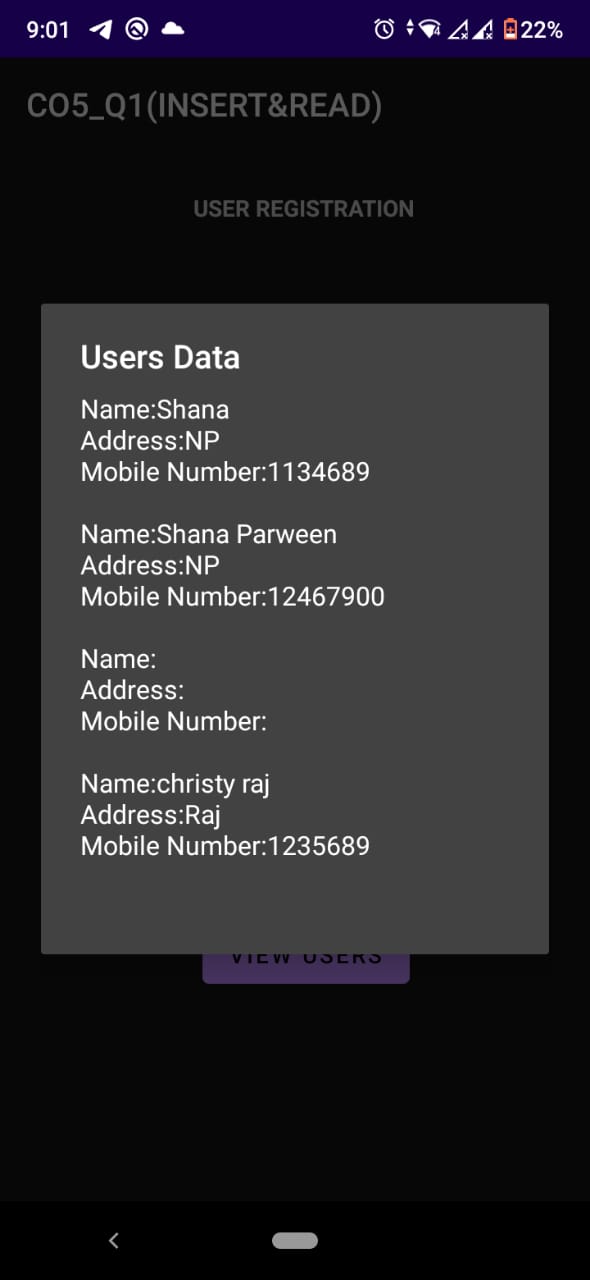 9:01 22%
CO5_Q1(INSERT&READ)
USER REGISTRATION
Users Data
Name:Shana
Address:NP
Mobile Number:1134689
Name:Shana Parween
Address:NP
Mobile Number:12467900
Name:
Address:
Mobile Number:
Name:christy raj
Address:Raj
Mobile Number:1235689
VIEW USERS